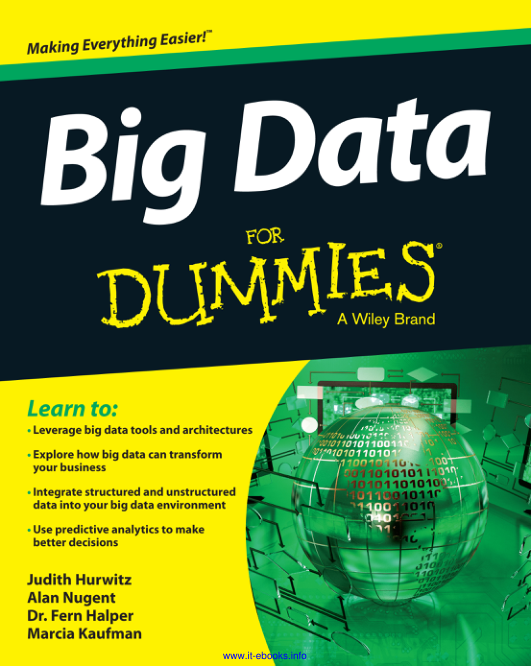 Making Everything Easier!™
Big Data
FOR
DUMMIES®
A Wiley Brand
Learn to:
• Leverage big data tools and architectures
• Explore how big data can transform
your business
• Integrate structured and unstructured
data into your big data environment
• Use predictive analytics to make
better decisions
Judith Hurwitz
Alan Nugent
Dr. Fern Halper
Marcia Kaufman
www.it-ebooks.info